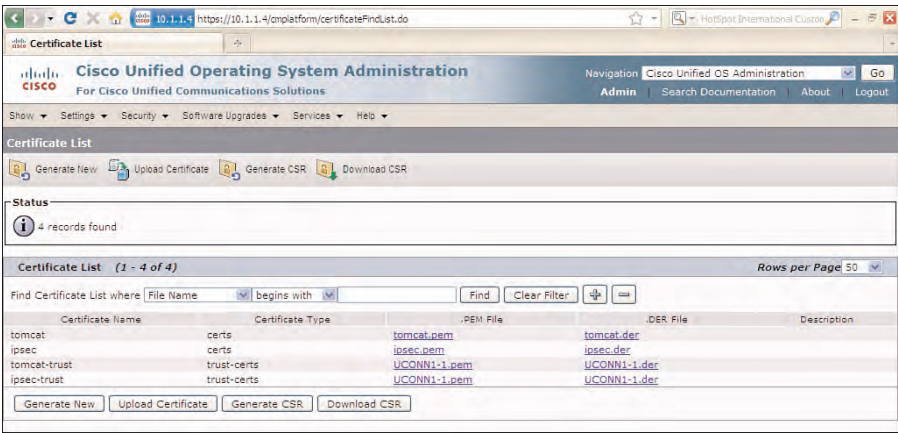 10.1.1.4 https://10.1.1.4/cmplatform/certificateFindList.do HotSpot International Custom
Certificate List
CISCO
Cisco Unified Operating System Administration
For Cisco Unified Communications Solutions
Navigation Cisco Unified OS Administration Go
Admin | Search Documentation | About | Logout
Show Settings Security Software Upgrades Services Help
Certificate List
Generate New Upload Certificate Generate CSR Download CSR
Status
4 records found
Certificate List (1 - 4 of 4) Rows per Page 50
Find Certificate List where File Name begins with Find Clear Filter
Certificate Name Certificate Type .PEM File .DER File Description
tomcat certs tomcat.pem tomcat.der
ipsec certs ipsec.pem ipsec.der
tomcat-trust trust-certs UCONN1-1.pem UCONN1-1.der
ipsec-trust trust-certs UCONN1-1.pem UCONN1-1.der
Generate New Upload Certificate Generate CSR Download CSR